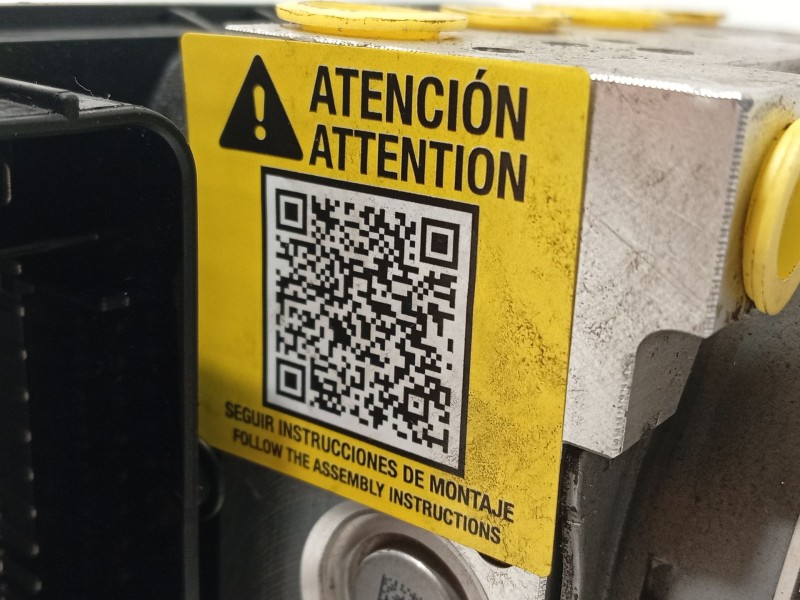 ATENCIÓN
ATTENTION
SEGUIR INSTRUCCIONES DE MONTAJE
FOLLOW THE ASSEMBLY INSTRUCTIONS